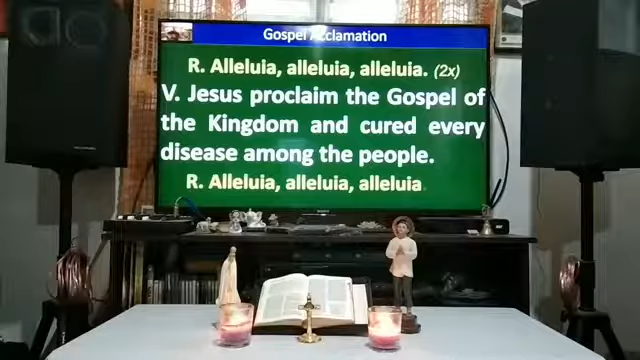 Gospel Acclamation
R. Alleluia, alleluia, alleluia. (2x)
V. Jesus proclaim the Gospel of
the Kingdom and cured every
disease among the people.
R. Alleluia, alleluia, alleluia